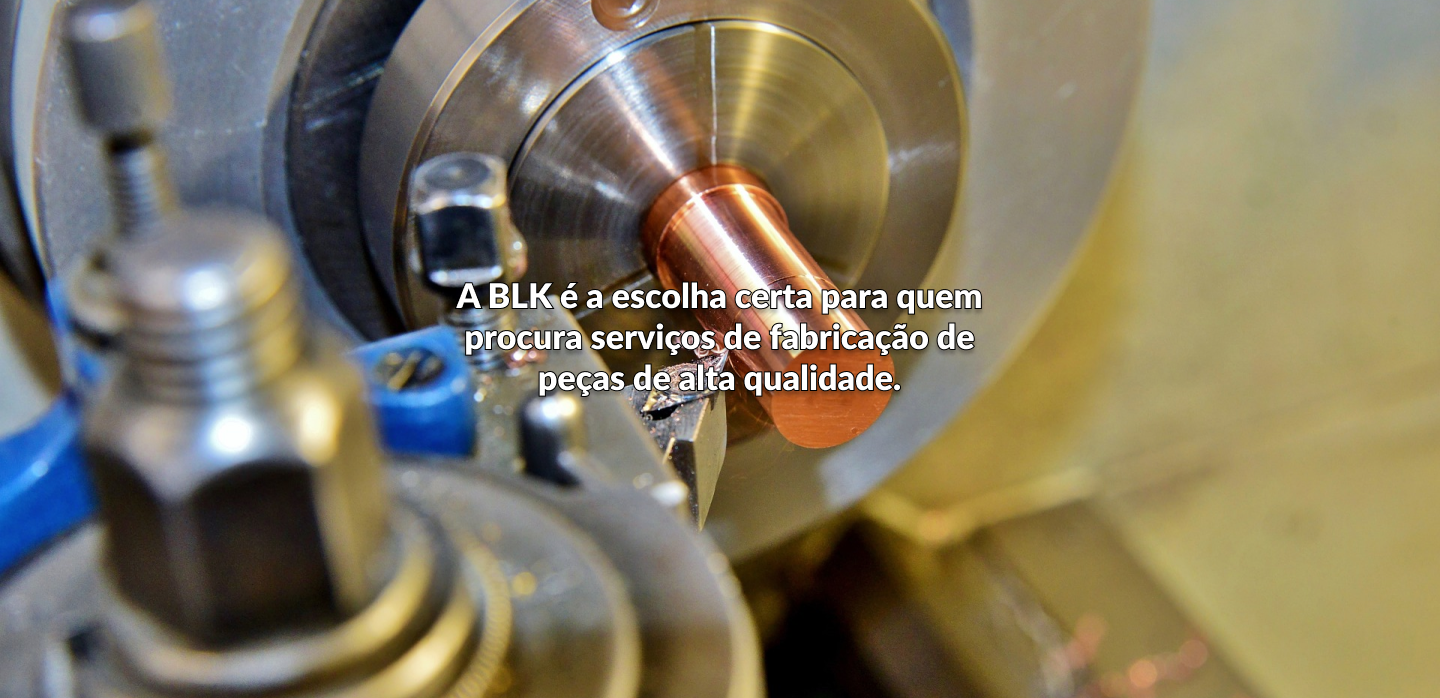 A BLK é a escolha certa para quem
procura serviços de fabricação de
peças de alta qualidade.